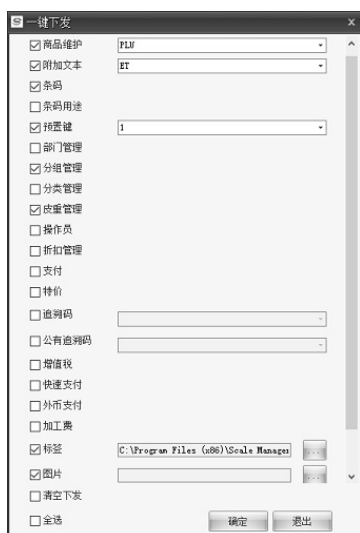 一键下发
商品维护 PLU
附加文本 ET
条码
条码用途
预置键 1
部门管理
分组管理
分类管理
皮重管理
操作员
折扣管理
支付
特价
追溯码
公有追溯码
增值税
快速支付
外币支付
加工费
标签 C:\Program Files (x86)\Scale Manager ...
图片 ...
清空下发
全选 确定 退出